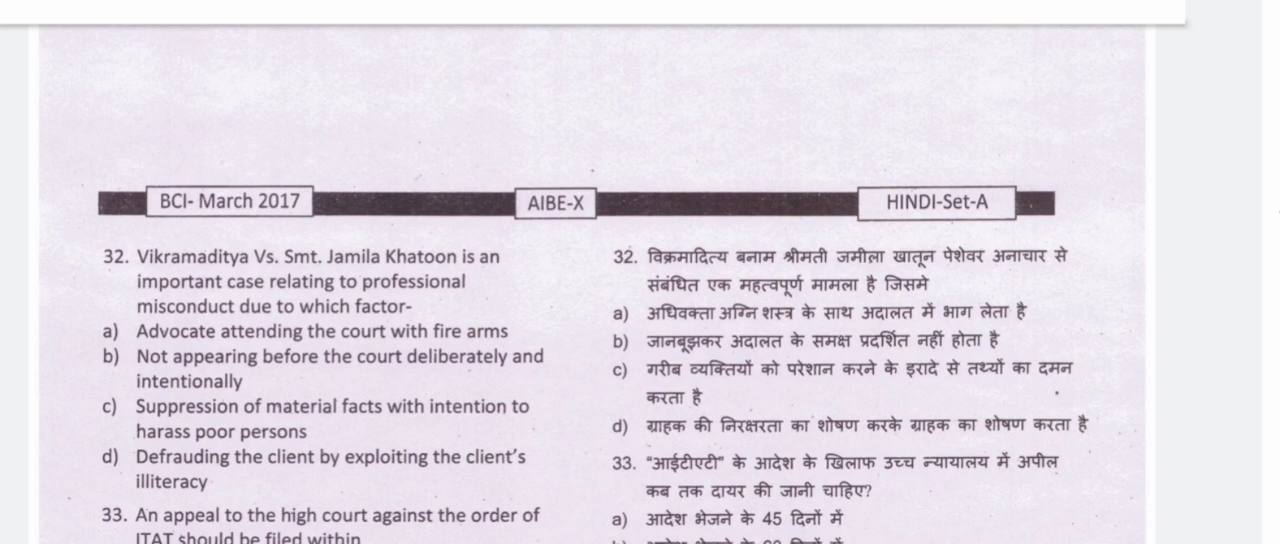 BCI- March 2017
AIBE-X
HINDI-Set-A
32. Vikramaditya Vs. Smt. Jamila Khatoon is an
important case relating to professional
misconduct due to which factor-
a) Advocate attending the court with fire arms
b) Not appearing before the court deliberately and
intentionally
c) Suppression of material facts with intention to
harass poor persons
d) Defrauding the client by exploiting the client's
illiteracy
33. An appeal to the high court against the order of
ITAT should be filed within
32. विक्रमादित्य बनाम श्रीमती जमीला खातून पेशेवर अनाचार से
संबंधित एक महत्वपूर्ण मामला है जिसमे
a) अधिवक्ता अग्नि शस्त्र के साथ अदालत में भाग लेता है
b) जानबूझकर अदालत के समक्ष प्रदर्शित नहीं होता है
c) गरीब व्यक्तियों को परेशान करने के इरादे से तथ्यों का दमन
करता है
d) ग्राहक की निरक्षरता का शोषण करके ग्राहक का शोषण करता है
33. "आईटीएटी" के आदेश के खिलाफ उच्च न्यायालय में अपील
कब तक दायर की जानी चाहिए?
a) आदेश भेजने के 45 दिनों में